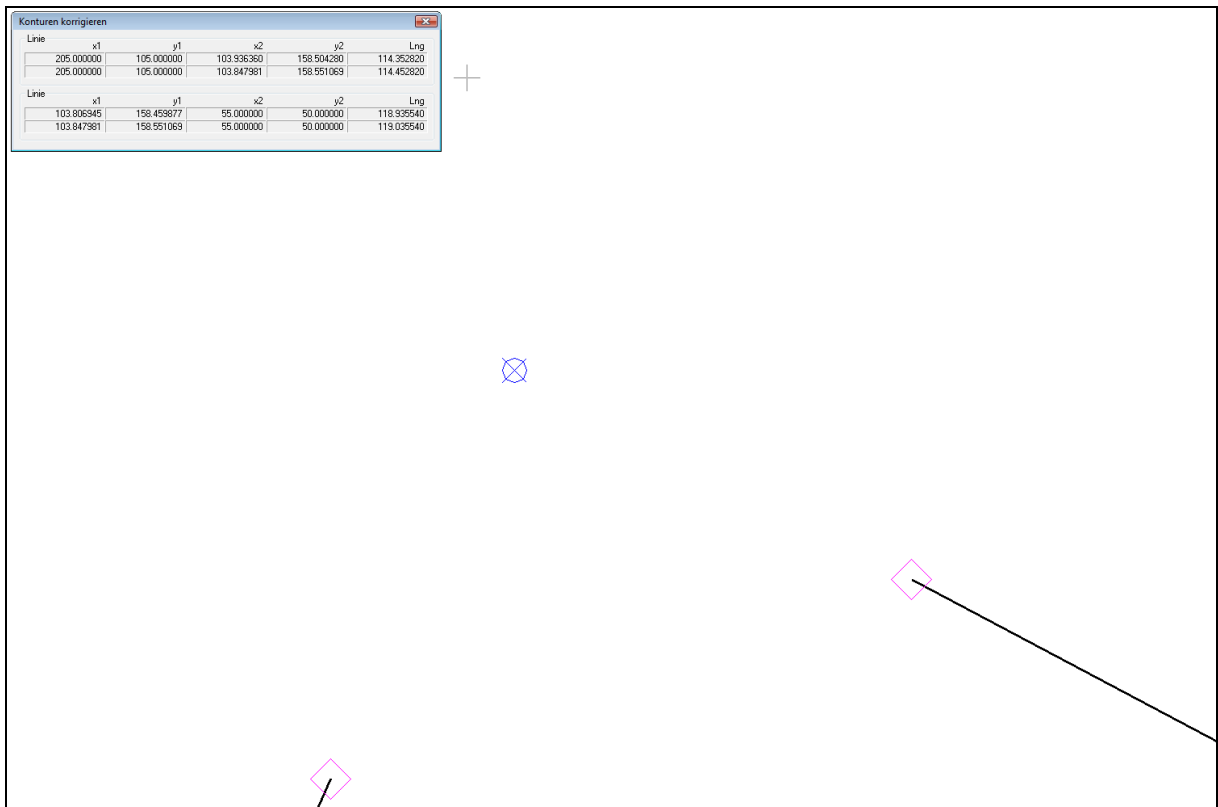 Konturen korrigieren
Linie
x1 y1 x2 y2 Lng
205.000000 105.000000 103.936360 158.504280 114.352820
205.000000 105.000000 103.847981 158.551069 114.452820
Linie
x1 y1 x2 y2 Lng
103.806945 158.459877 55.000000 50.000000 118.935540
103.847981 158.551069 55.000000 50.000000 119.035540